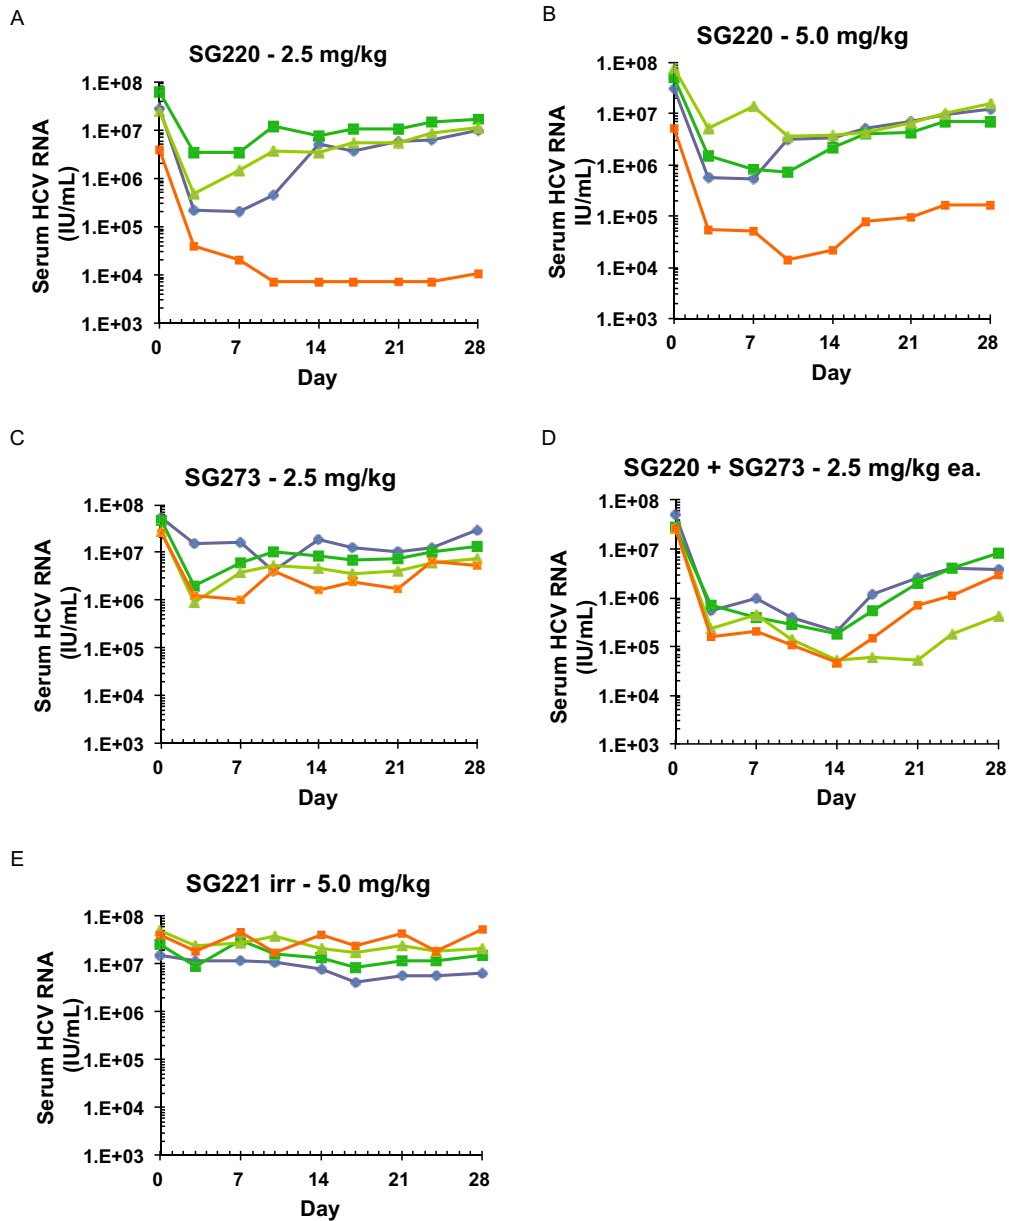 A
SG220 - 2.5 mg/kg
Serum HCV RNA
(IU/mL)
1.E+08
1.E+07
1.E+06
1.E+05
1.E+04
1.E+03
0 7 14 21 28
Day
B
SG220 - 5.0 mg/kg
Serum HCV RNA
IU/mL)
1.E+08
1.E+07
1.E+06
1.E+05
1.E+04
1.E+03
0 7 14 21 28
Day
C
SG273 - 2.5 mg/kg
Serum HCV RNA
(IU/mL)
1.E+08
1.E+07
1.E+06
1.E+05
1.E+04
1.E+03
0 7 14 21 28
Day
D
SG220 + SG273 - 2.5 mg/kg ea.
Serum HCV RNA
(IU/mL)
1.E+08
1.E+07
1.E+06
1.E+05
1.E+04
1.E+03
0 7 14 21 28
Day
E
SG221 irr - 5.0 mg/kg
Serum HCV RNA
(IU/mL)
1.E+08
1.E+07
1.E+06
1.E+05
1.E+04
1.E+03
0 7 14 21 28
Day